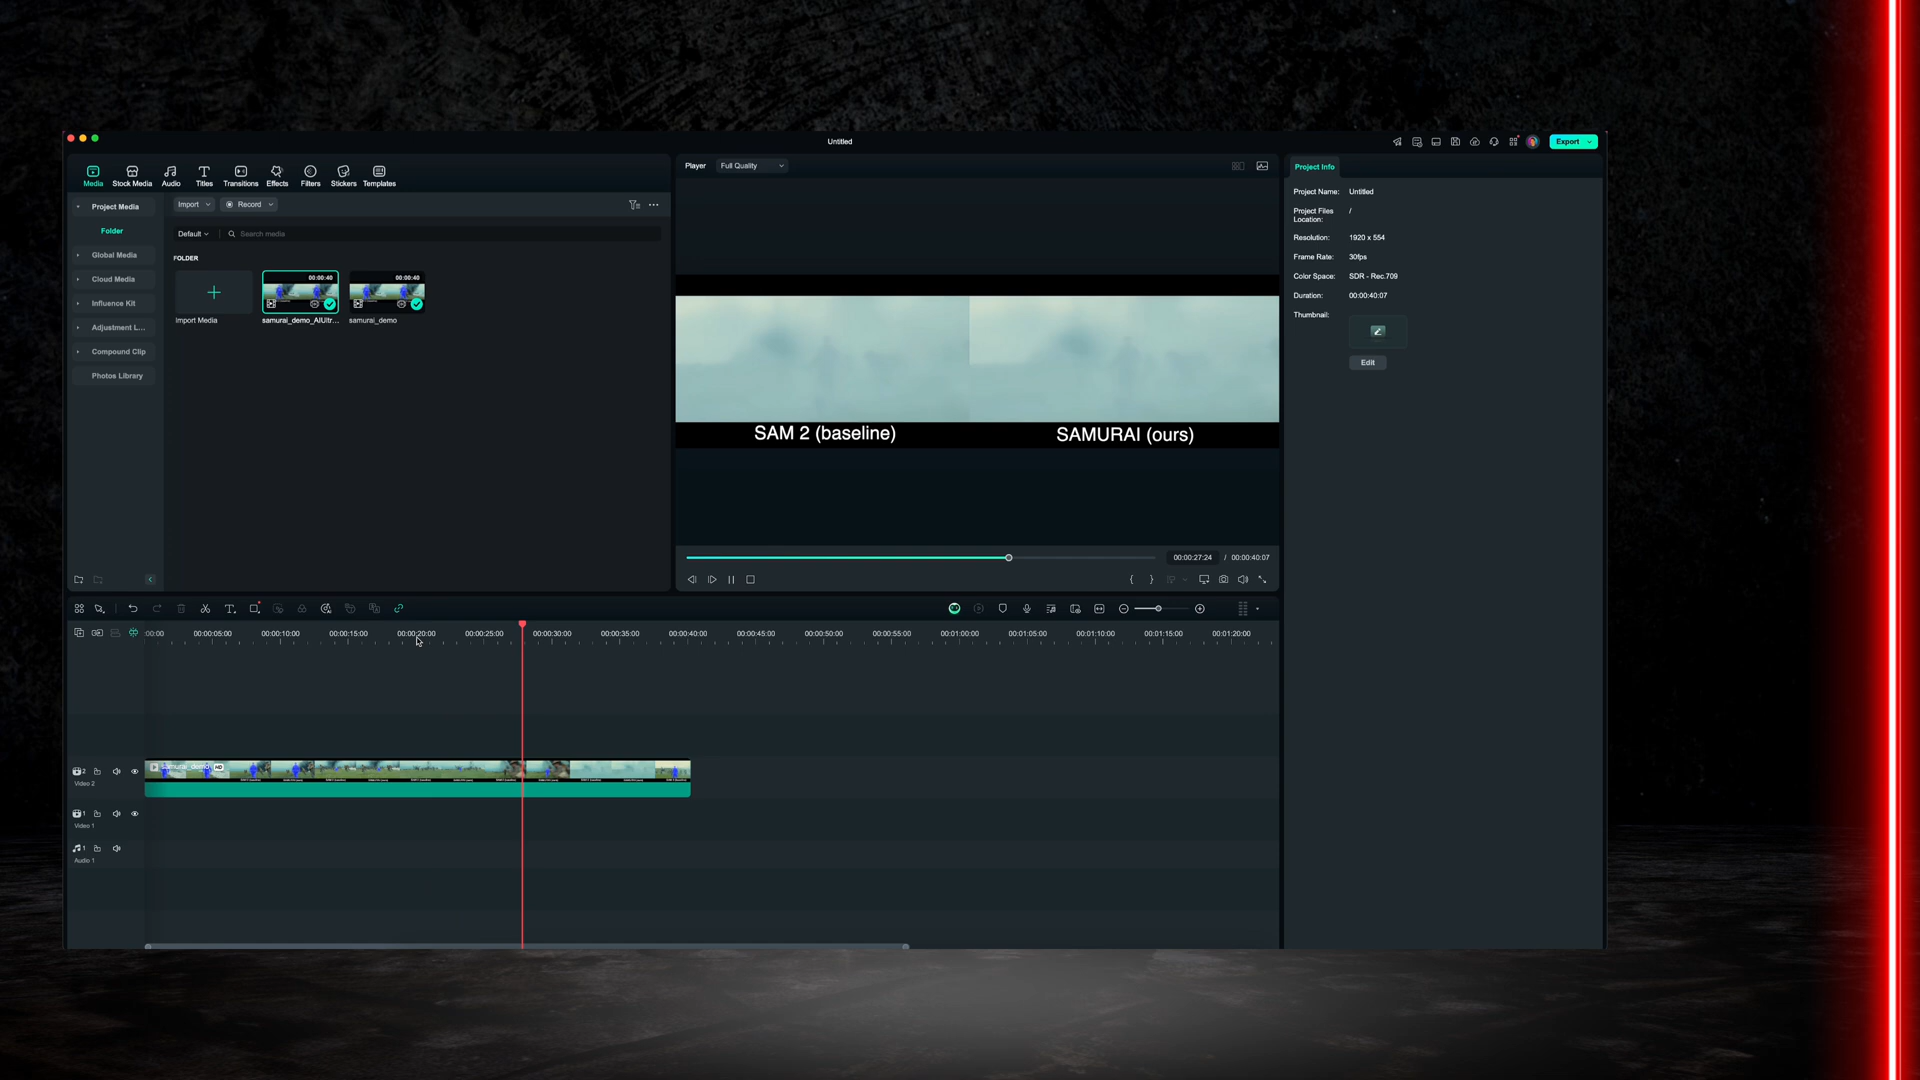 Untitled
Export
Media
Stock Media
Audio
Titles
Transitions
Effects
Filters
Stickers
Templates
Player
Full Quality
Project Info
Project Media
Folder
Global Media
Cloud Media
Influence Kit
Adjustment L...
Compound Clip
Photos Library
Import
Record
Default
Search media
FOLDER
Import Media
00:00:40
samurai_demo_AIUltr...
00:00:40
samurai_demo
SAM 2 (baseline)
SAMURAI (ours)
00:00:27:24 / 00:00:40:07
Project Name: Untitled
Project Files Location: /
Resolution: 1920 x 554
Frame Rate: 30fps
Color Space: SDR - Rec.709
Duration: 00:00:40:07
Thumbnail:
Edit
:00:00
00:00:05:00
00:00:10:00
00:00:15:00
00:00:20:00
00:00:25:00
00:00:30:00
00:00:35:00
00:00:40:00
00:00:45:00
00:00:50:00
00:00:55:00
00:01:00:00
00:01:05:00
00:01:10:00
00:01:15:00
00:01:20:00
2
Video 2
samurai_demo HD
1
Video 1
1
Audio 1